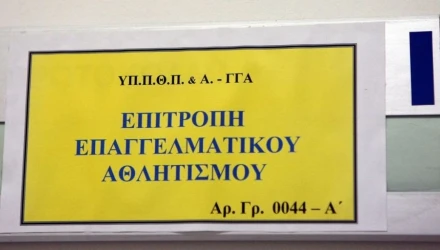 ΥΠ.Π.Θ.Π. & Α. - ΓΓΑ
ΕΠΙΤΡΟΠΗ
ΕΠΑΓΓΕΛΜΑΤΙΚΟΥ
ΑΘΛΗΤΙΣΜΟΥ
Αρ. Γρ. 0044 – Α΄